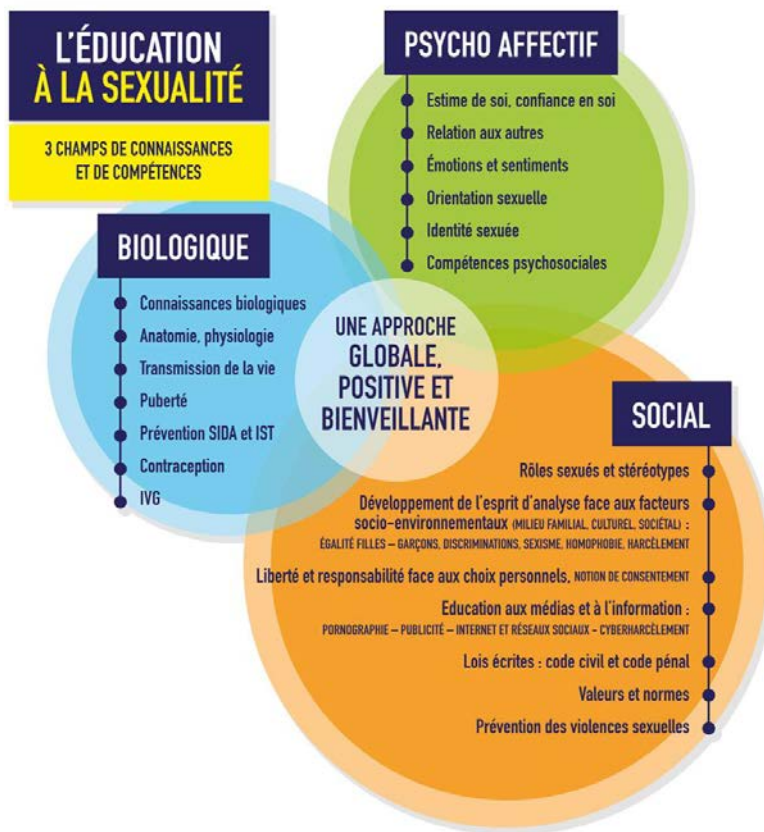 L'ÉDUCATION
À LA SEXUALITÉ
3 CHAMPS DE CONNAISSANCES
ET DE COMPÉTENCES
PSYCHO AFFECTIF
Estime de soi, confiance en soi
Relation aux autres
Émotions et sentiments
Orientation sexuelle
Identité sexuée
Compétences psychosociales
BIOLOGIQUE
Connaissances biologiques
Anatomie, physiologie
Transmission de la vie
Puberté
Prévention SIDA et IST
Contraception
IVG
UNE APPROCHE
GLOBALE,
POSITIVE ET
BIENVEILLANTE
SOCIAL
Rôles sexués et stéréotypes
Développement de l'esprit d'analyse face aux facteurs
socio-environnementaux (MILIEU FAMILIAL, CULTUREL, SOCIÉTAL) :
ÉGALITÉ FILLES – GARÇONS, DISCRIMINATIONS, SEXISME, HOMOPHOBIE, HARCÈLEMENT
Liberté et responsabilité face aux choix personnels, NOTION DE CONSENTEMENT
Education aux médias et à l'information :
PORNOGRAPHIE – PUBLICITÉ – INTERNET ET RÉSEAUX SOCIAUX - CYBERHARCÈLEMENT
Lois écrites : code civil et code pénal
Valeurs et normes
Prévention des violences sexuelles